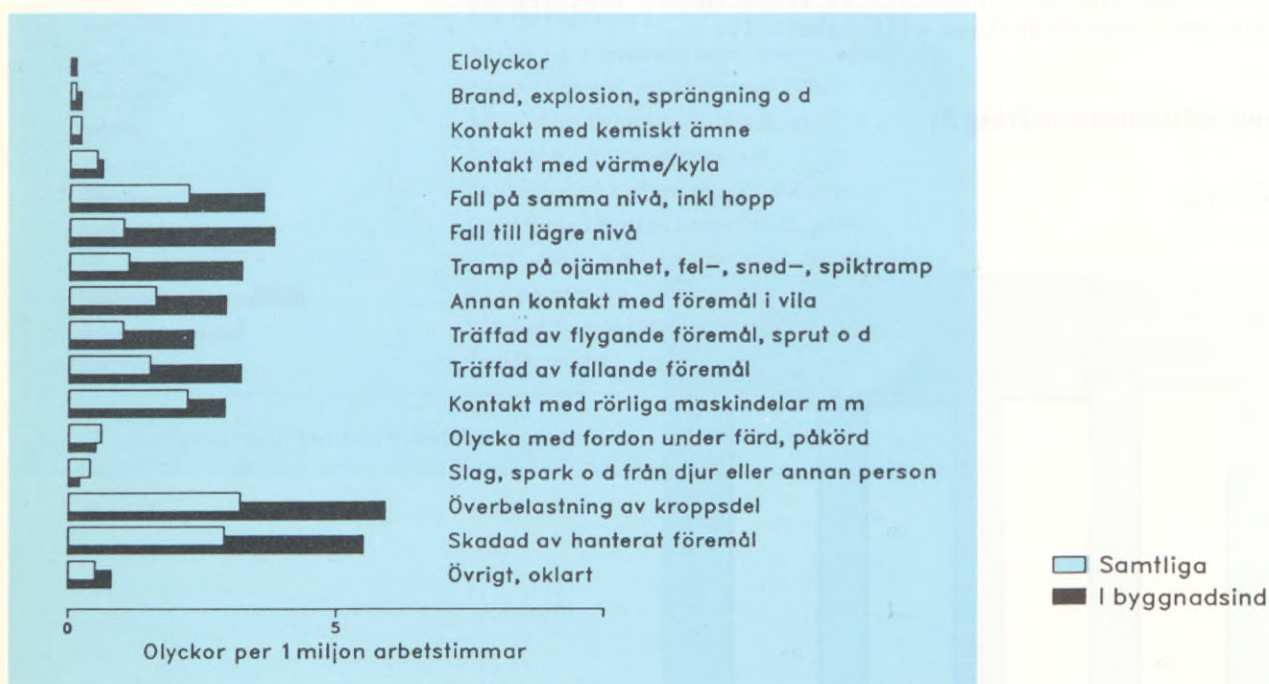 Elolyckor
Brand, explosion, sprängning o d
Kontakt med kemiskt ämne
Kontakt med värme/kyla
Fall på samma nivå, inkl hopp
Fall till lägre nivå
Tramp på ojämnhet, fel-, sned-, spiktramp
Annan kontakt med föremål i vila
Träffad av flygande föremål, sprut o d
Träffad av fallande föremål
Kontakt med rörliga maskindelar m m
Olycka med fordon under färd, påkörd
Slag, spark o d från djur eller annan person
Överbelastning av kroppsdel
Skadad av hanterat föremål
Övrigt, oklart
0 5
Olyckor per 1 miljon arbetstimmar
Samtliga
I byggnadsind